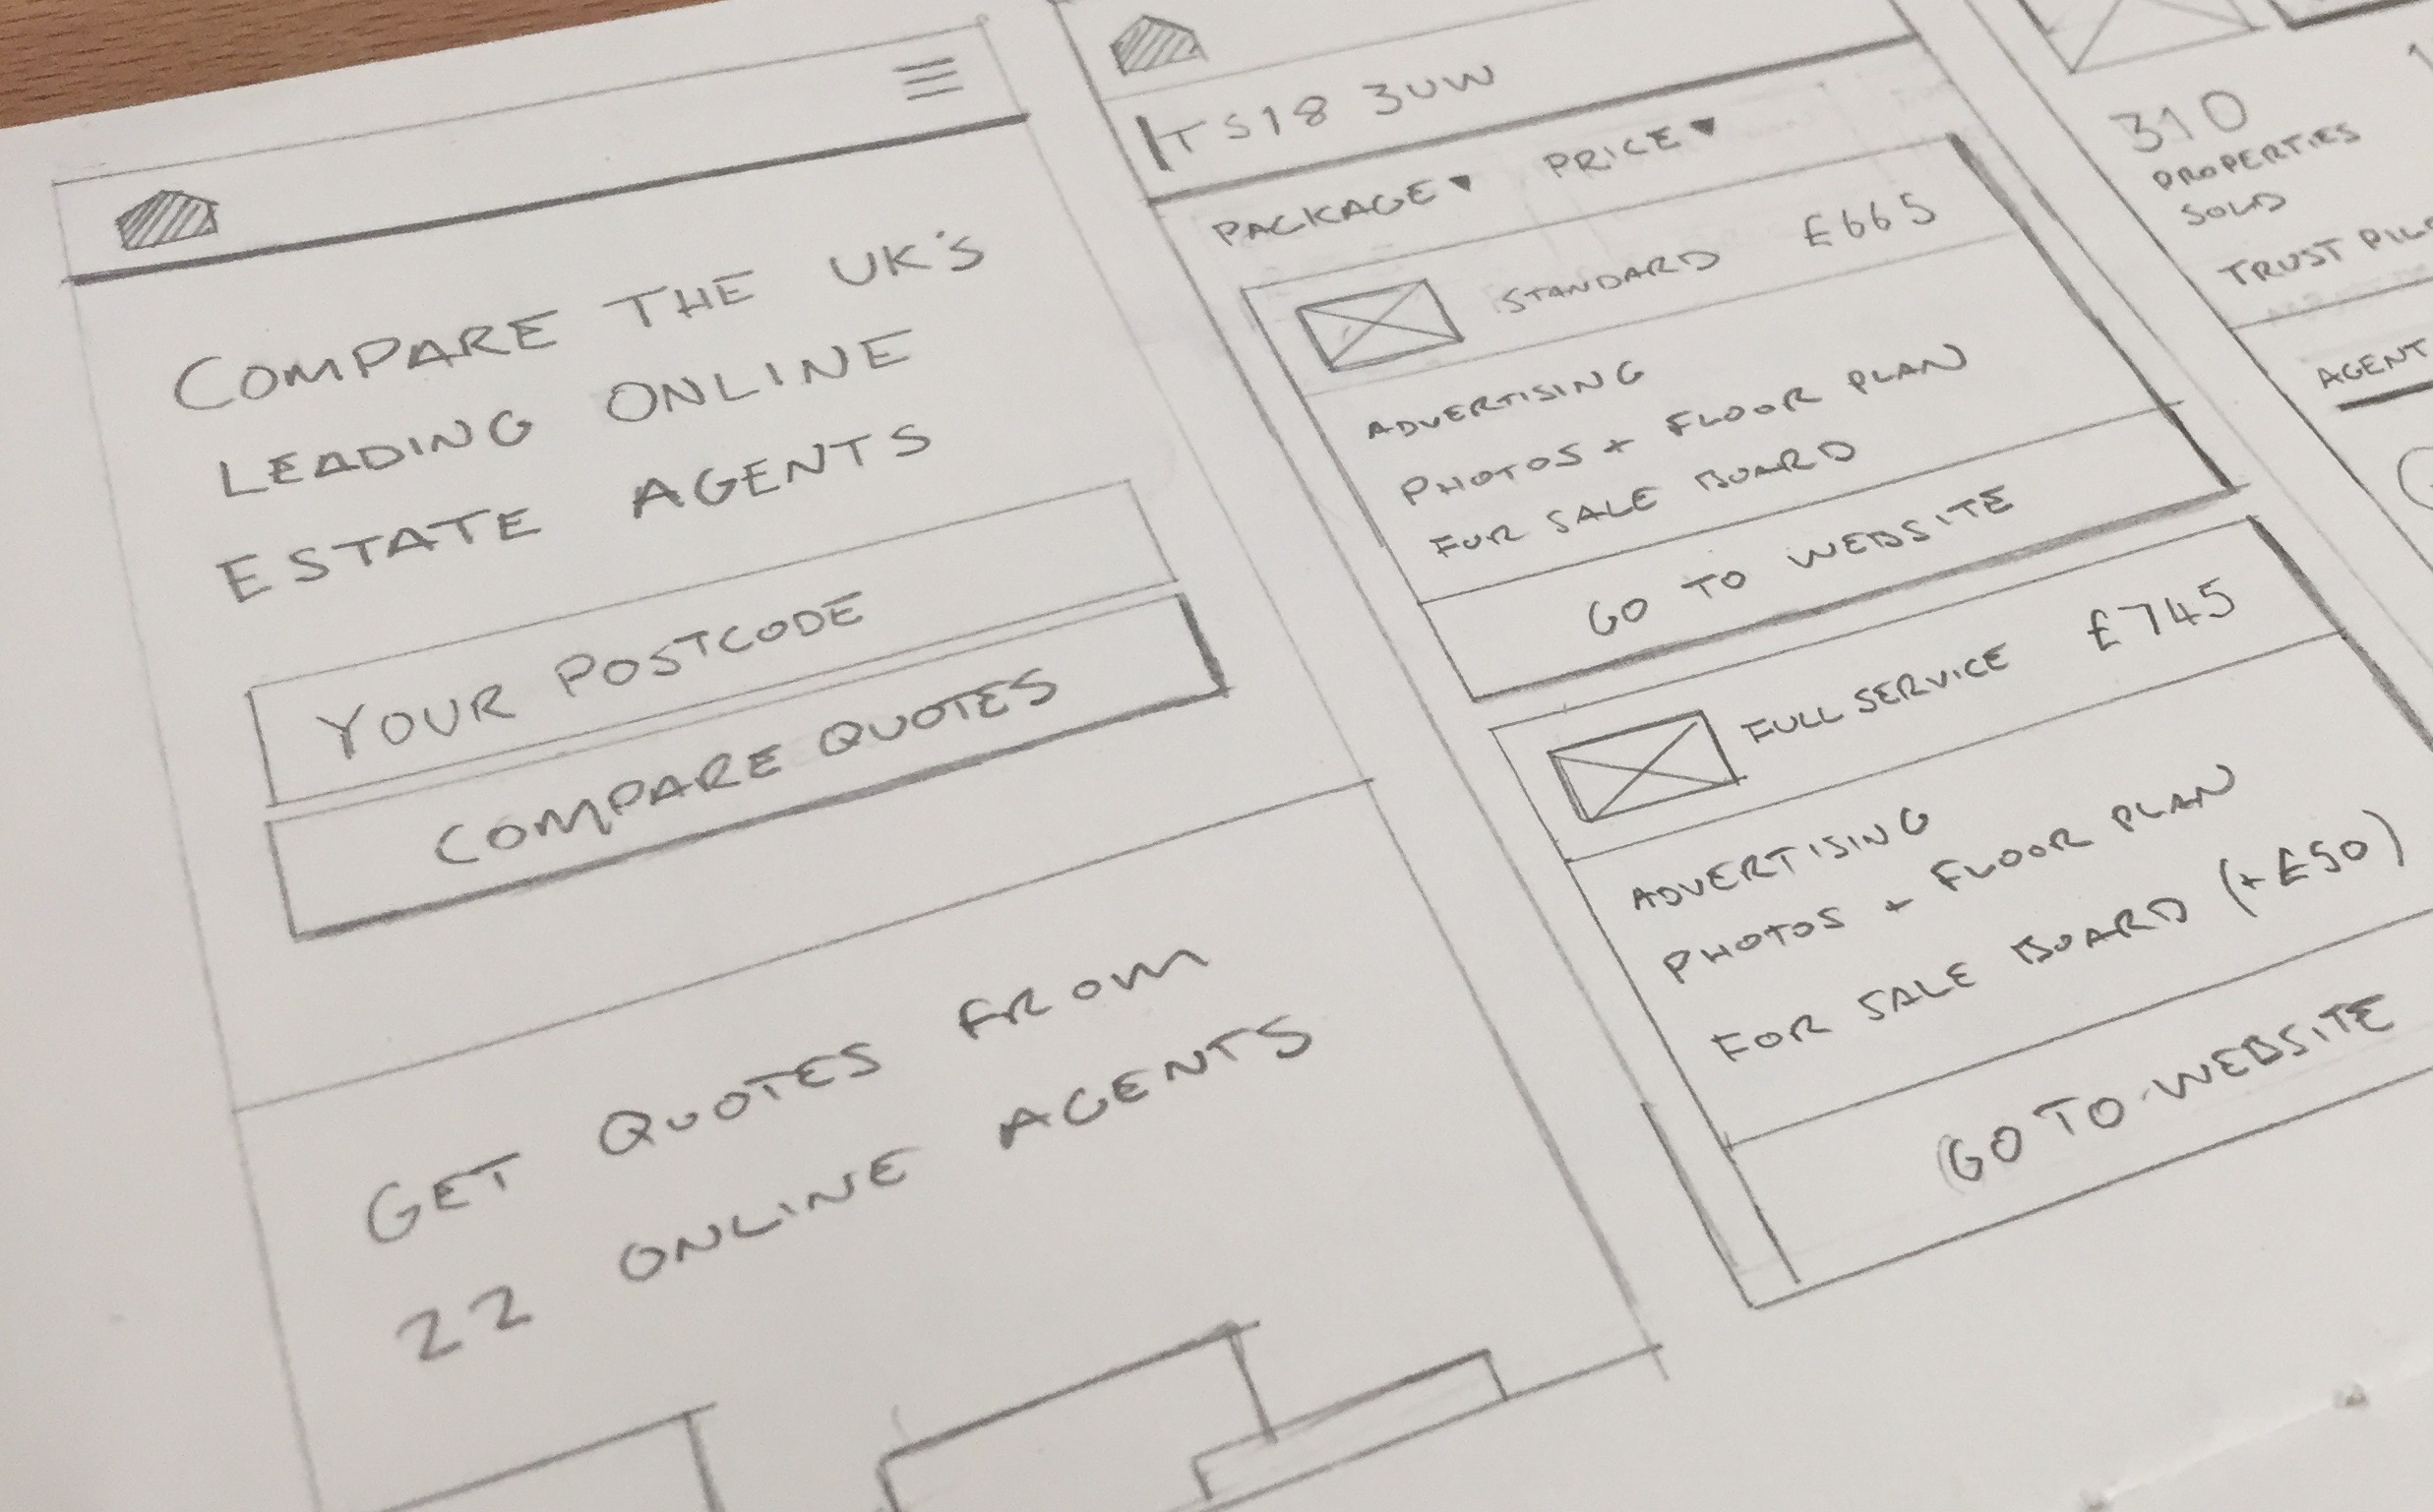 COMPARE THE UK'S
LEADING ONLINE
ESTATE AGENTS
YOUR POSTCODE
COMPARE QUOTES
GET QUOTES FROM
22 ONLINE AGENTS
TS18 3UW
PACKAGE▼ PRICE▼
STANDARD £665
ADVERTISING
PHOTOS + FLOOR PLAN
FOR SALE BOARD
GO TO WEBSITE
FULL SERVICE £745
ADVERTISING
PHOTOS + FLOOR PLAN
FOR SALE BOARD (+£50)
GO TO WEBSITE
310
PROPERTIES
SOLD
TRUST
AGENT